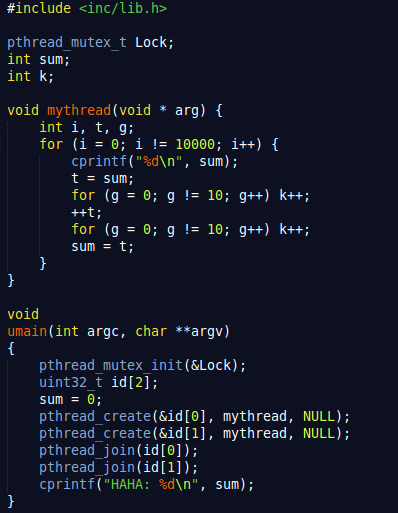 #include <inc/lib.h>
pthread_mutex_t Lock;
int sum;
int k;
void mythread(void * arg) {
int i, t, g;
for (i = 0; i != 10000; i++) {
cprintf("%d\n", sum);
t = sum;
for (g = 0; g != 10; g++) k++;
++t;
for (g = 0; g != 10; g++) k++;
sum = t;
}
}
void
umain(int argc, char **argv)
{
pthread_mutex_init(&Lock);
uint32_t id[2];
sum = 0;
pthread_create(&id[0], mythread, NULL);
pthread_create(&id[1], mythread, NULL);
pthread_join(id[0]);
pthread_join(id[1]);
cprintf("HAHA: %d\n", sum);
}